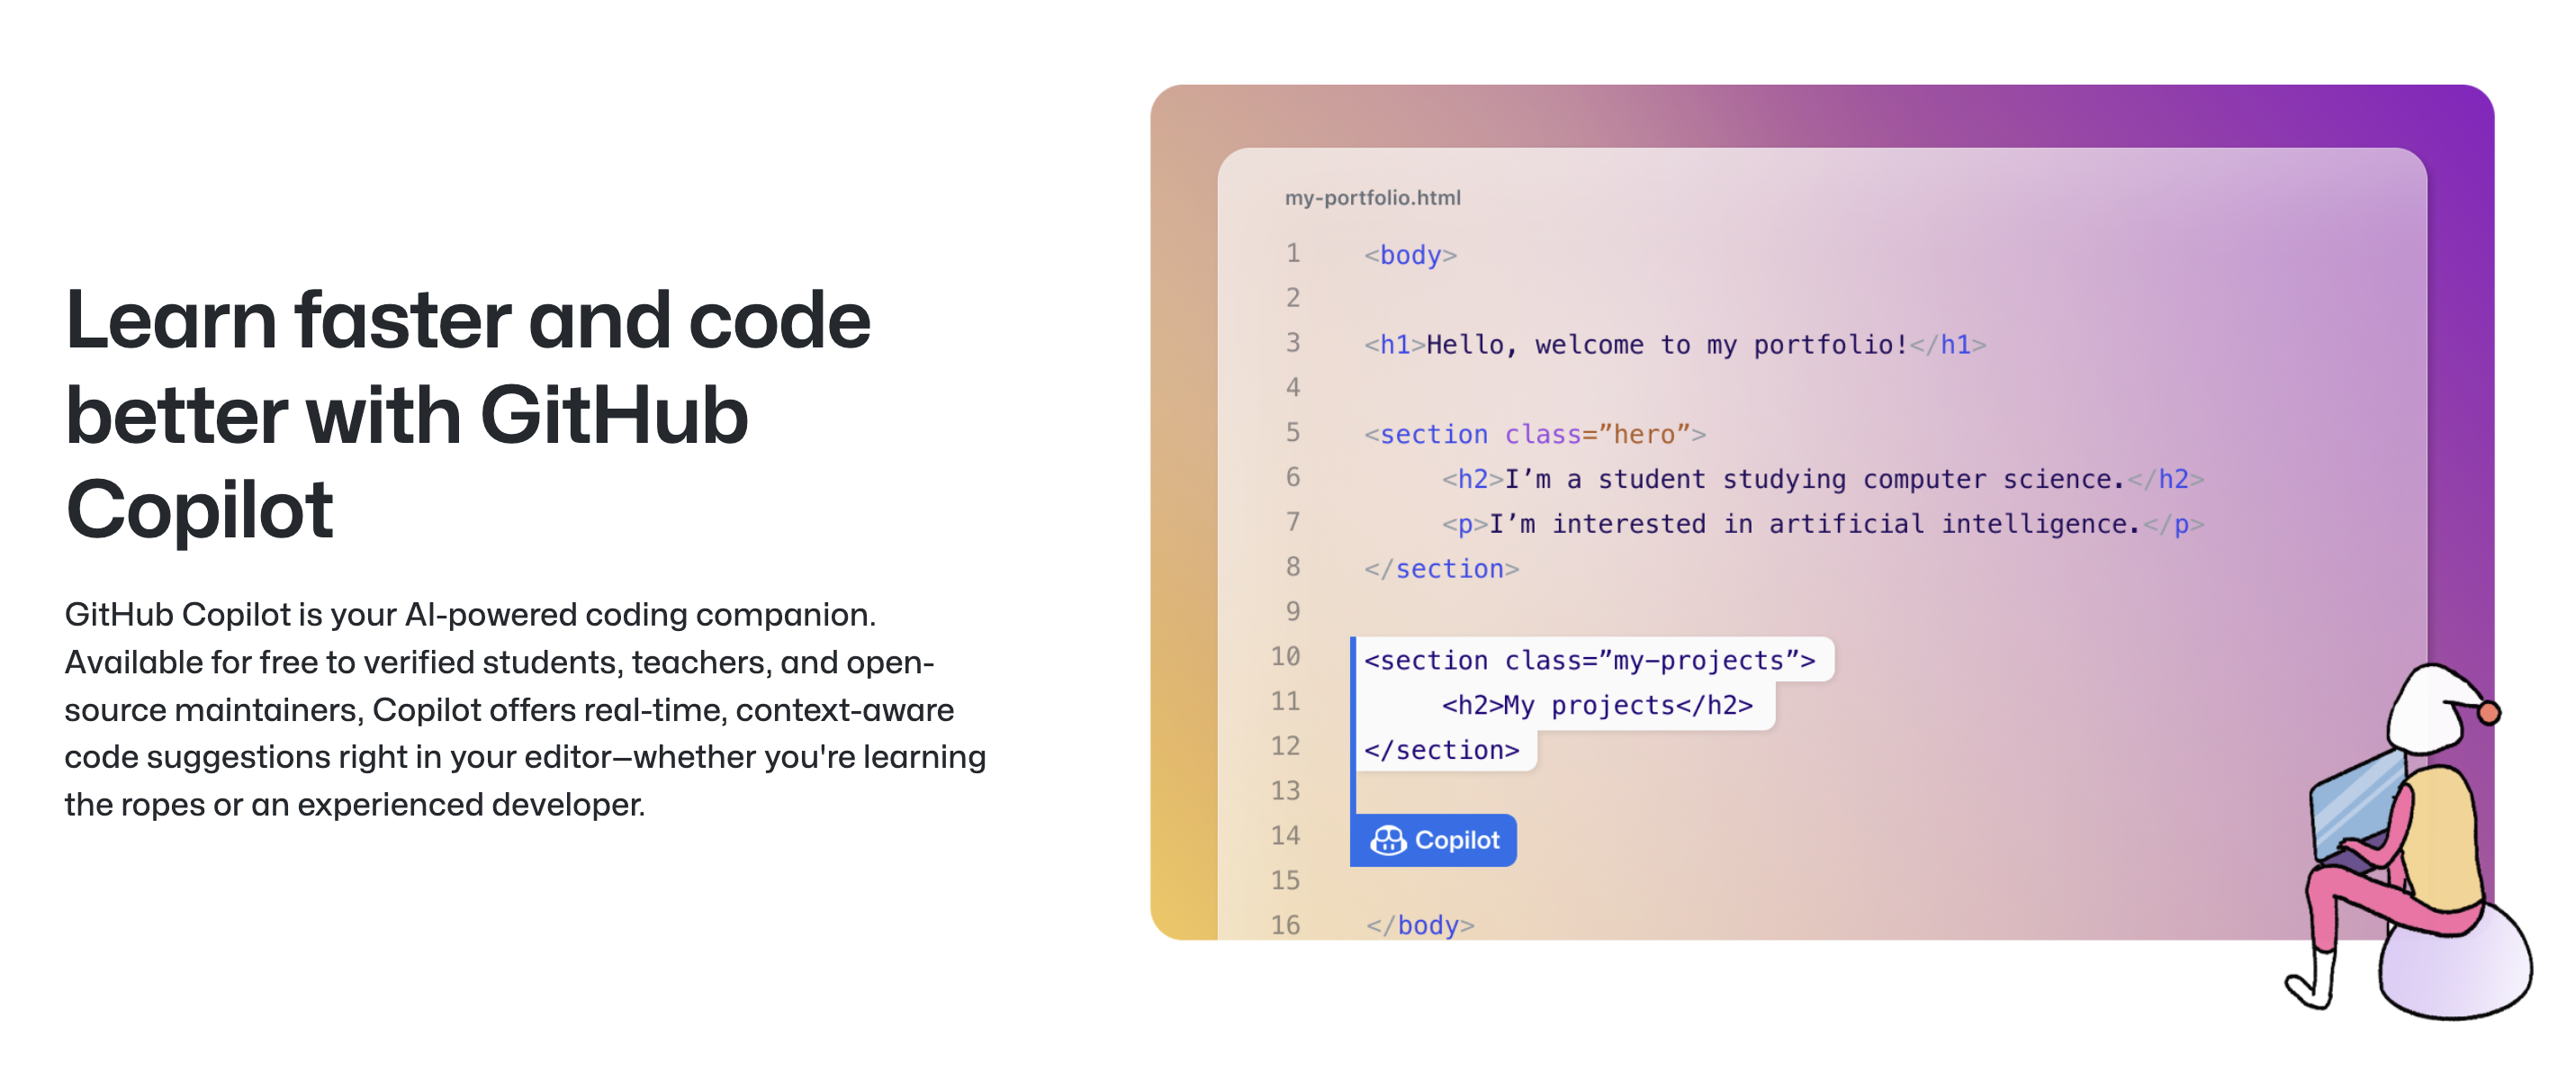 Learn faster and code
better with GitHub
Copilot
GitHub Copilot is your AI-powered coding companion.
Available for free to verified students, teachers, and open-
source maintainers, Copilot offers real-time, context-aware
code suggestions right in your editor—whether you're learning
the ropes or an experienced developer.
my-portfolio.html
1 <body>
2
3 <h1>Hello, welcome to my portfolio!</h1>
4
5 <section class=”hero”>
6 <h2>I’m a student studying computer science.</h2>
7 <p>I’m interested in artificial intelligence.</p>
8 </section>
9
10 <section class=”my-projects”>
11 <h2>My projects</h2>
12 </section>
13
14 Copilot
15
16 </body>